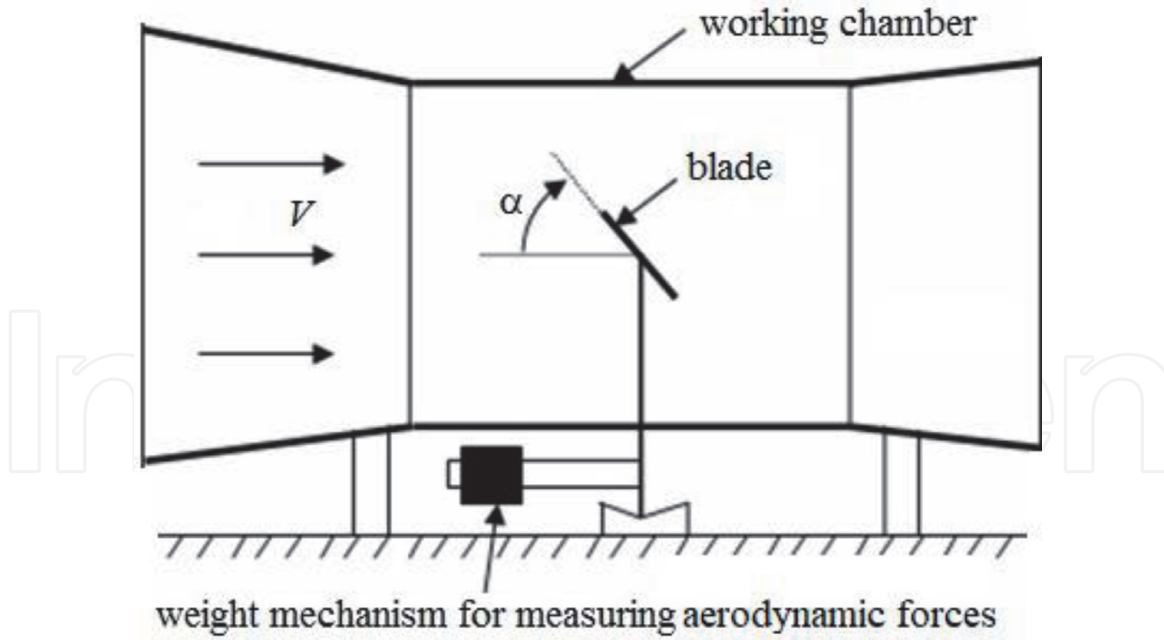 working chamber
blade
α
V
weight mechanism for measuring aerodynamic forces